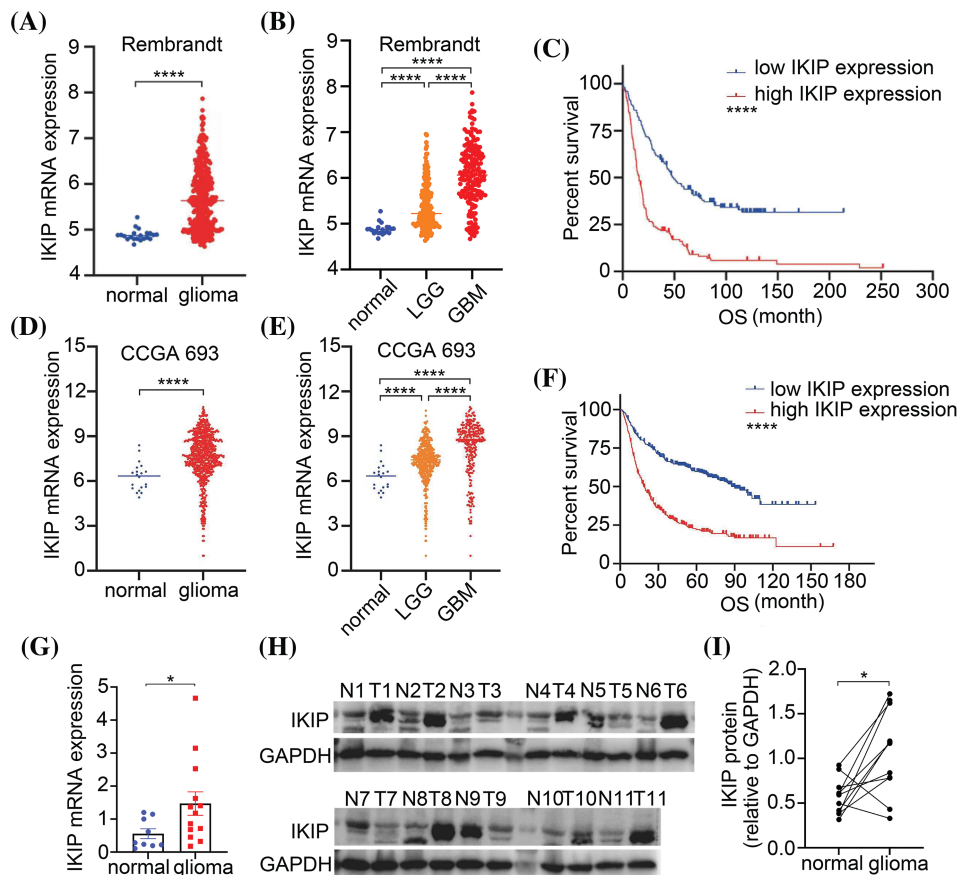 (A)
Rembrandt
****
IKIP mRNA expression
9
8
7
6
5
4
normal glioma
(B)
Rembrandt
****
**** ****
IKIP mRNA expression
9
8
7
6
5
4
normal
LGG
GBM
(C)
low IKIP expression
high IKIP expression
****
Percent survival
100
75
50
25
0
0 50 100 150 200 250 300
OS (month)
(D)
CCGA 693
****
IKIP mRNA expression
15
12
9
6
3
0
normal glioma
(E)
CCGA 693
****
**** ****
IKIP mRNA expression
15
12
9
6
3
0
normal
LGG
GBM
(F)
low IKIP expression
high IKIP expression
****
Percent survival
100
75
50
25
0
0 30 60 90 120 150 180
OS (month)
(G)
*
IKIP mRNA expression
5
4
3
2
1
0
normal glioma
(H)
N1 T1 N2 T2 N3 T3 N4 T4 N5 T5 N6 T6
IKIP
GAPDH
N7 T7 N8 T8 N9 T9 N10 T10 N11 T11
IKIP
GAPDH
(I)
*
IKIP protein
(relative to GAPDH)
2.0
1.5
1.0
0.5
0.0
normal glioma